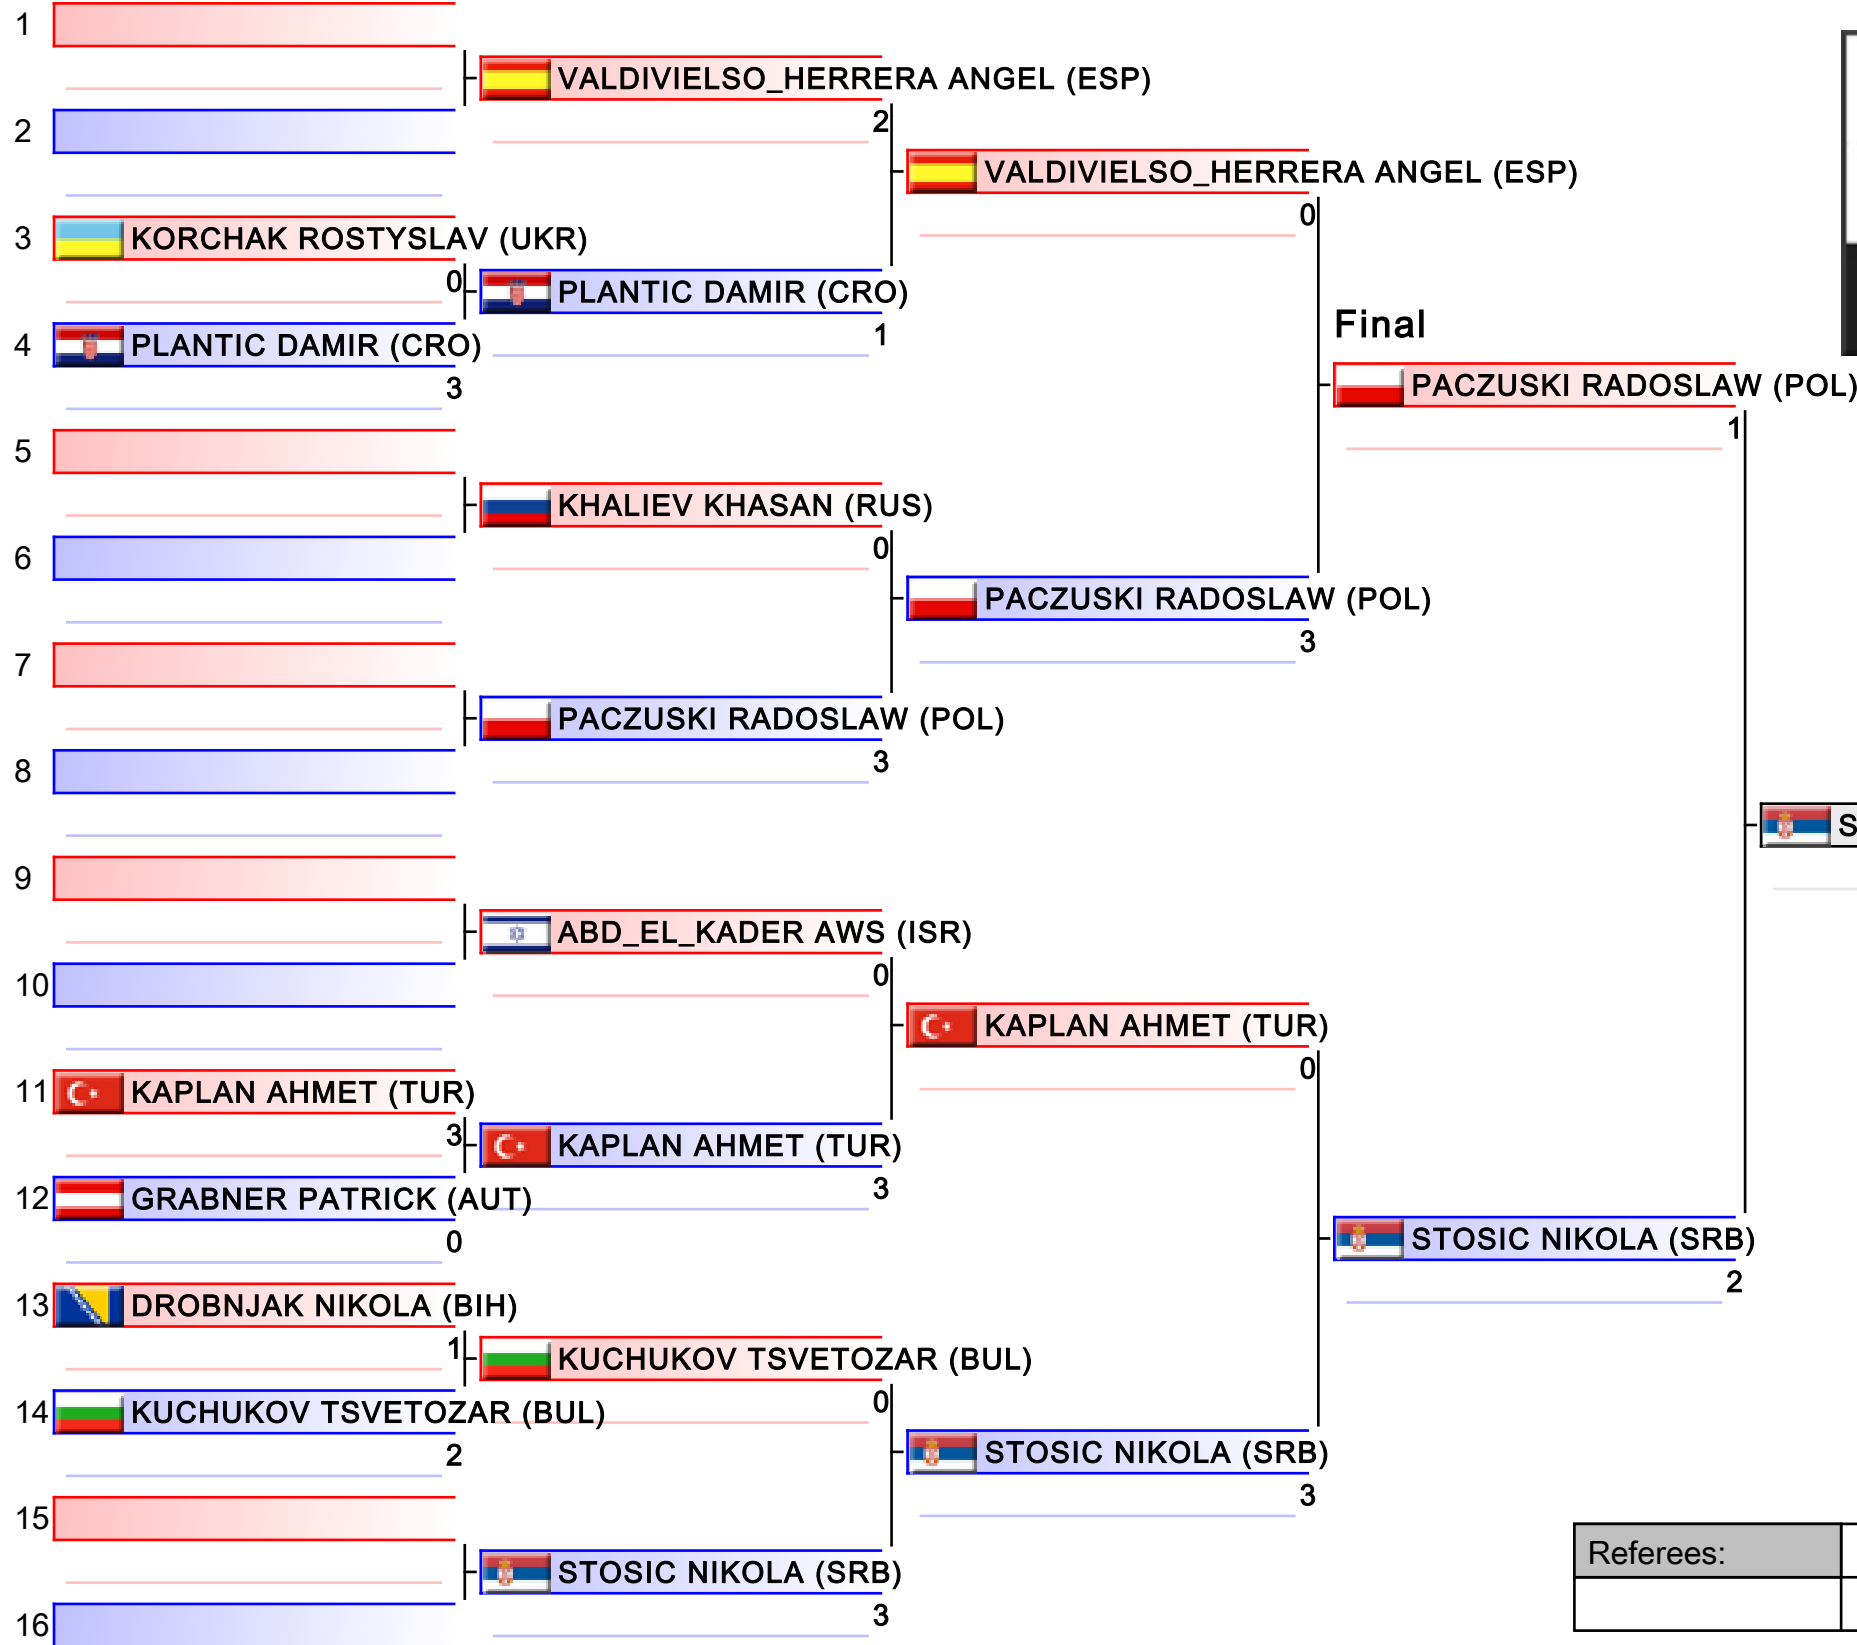 1
VALDIVIELSO_HERRERA ANGEL (ESP)
2
2
VALDIVIELSO_HERRERA ANGEL (ESP)
0
3
KORCHAK ROSTYSLAV (UKR)
0
PLANTIC DAMIR (CRO)
1
4
PLANTIC DAMIR (CRO)
3
Final
PACZUSKI RADOSLAW (POL)
1
5
KHALIEV KHASAN (RUS)
0
6
PACZUSKI RADOSLAW (POL)
3
7
PACZUSKI RADOSLAW (POL)
3
8
S
9
ABD_EL_KADER AWS (ISR)
0
10
KAPLAN AHMET (TUR)
0
11
KAPLAN AHMET (TUR)
3
KAPLAN AHMET (TUR)
3
12
GRABNER PATRICK (AUT)
0
STOSIC NIKOLA (SRB)
2
13
DROBNJAK NIKOLA (BIH)
1
KUCHUKOV TSVETOZAR (BUL)
0
14
KUCHUKOV TSVETOZAR (BUL)
2
STOSIC NIKOLA (SRB)
3
15
STOSIC NIKOLA (SRB)
3
16
Referees: